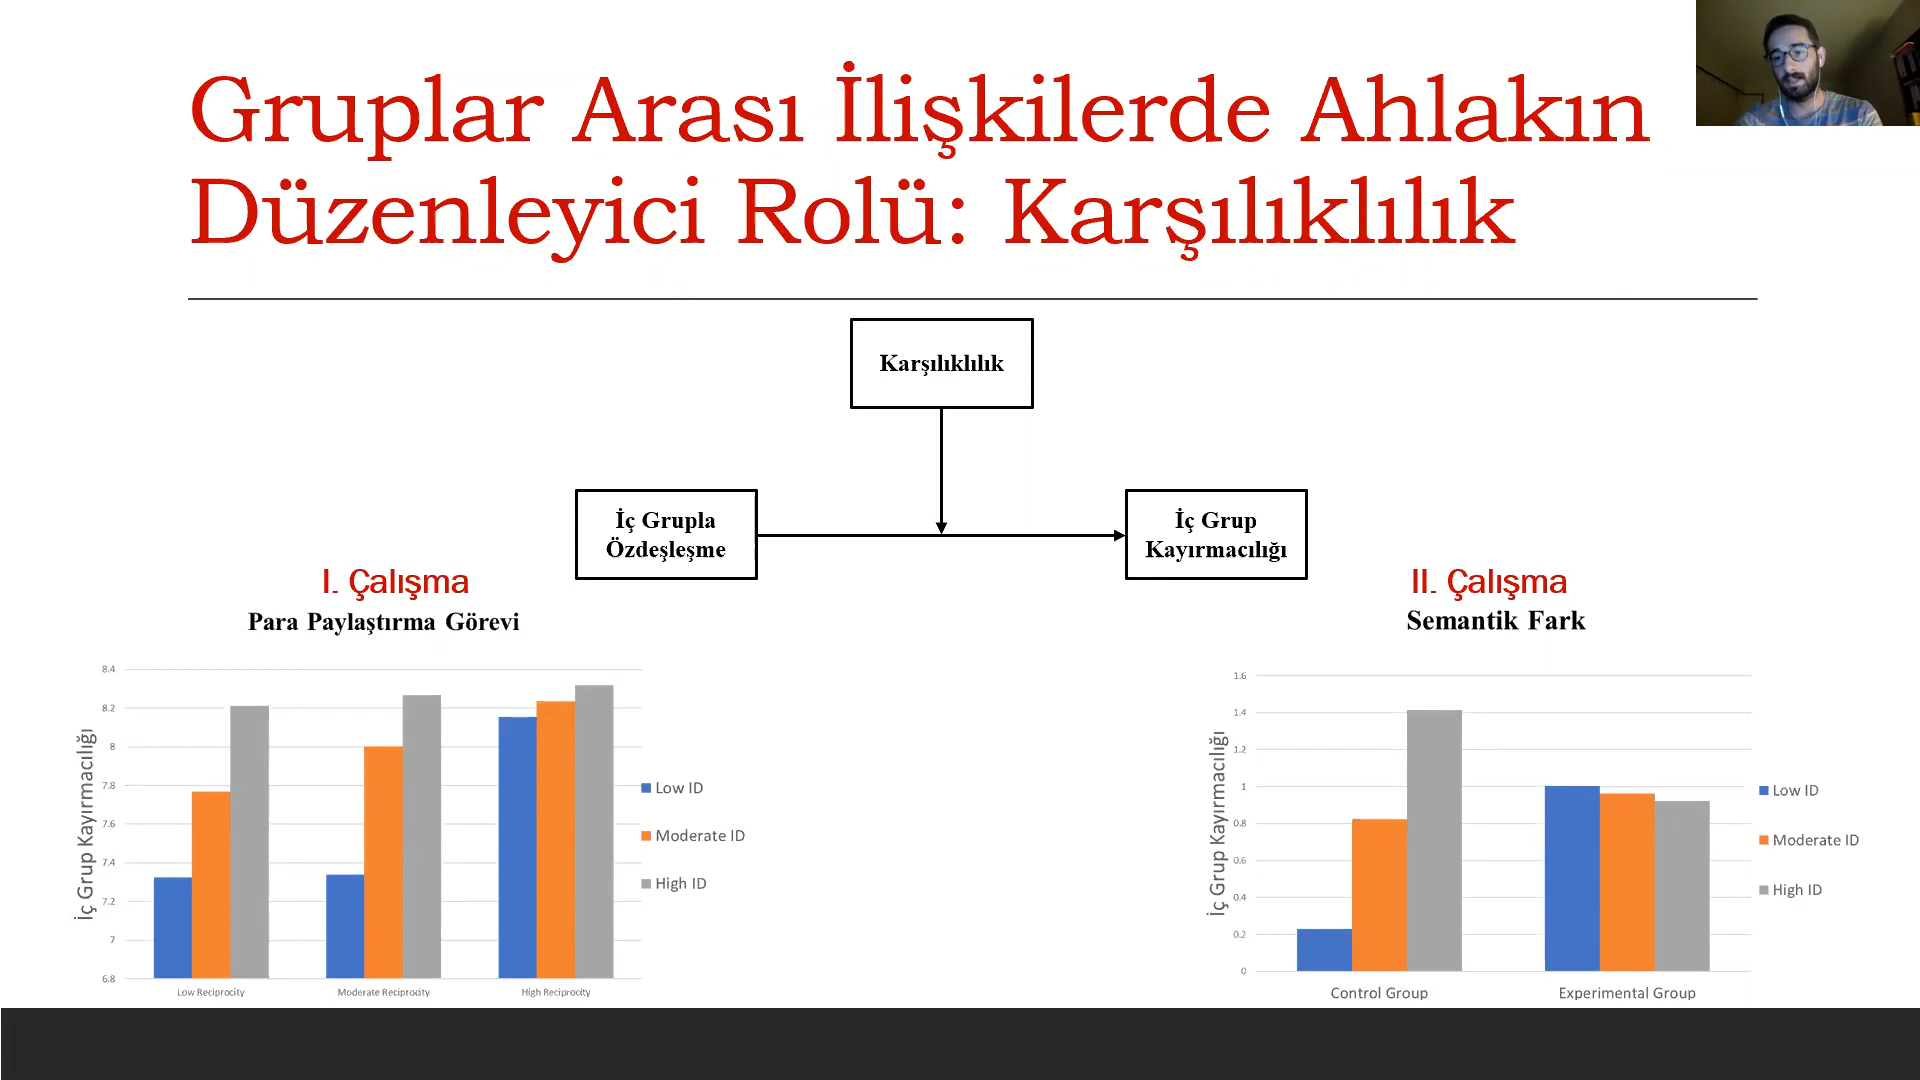 Gruplar Arası İlişkilerde Ahlakın
Düzenleyici Rolü: Karşılıklılık
Karşılıklılık
İç Grupla
Özdeşleşme
İç Grup
Kayırmacılığı
I. Çalışma
Para Paylaştırma Görevi
İç Grup Kayırmacılığı
8.4
8.2
8
7.8
7.6
7.4
7.2
7
6.8
Low Reciprocity
Moderate Reciprocity
High Reciprocity
Low ID
Moderate ID
High ID
II. Çalışma
Semantik Fark
İç Grup Kayırmacılığı
1.6
1.4
1.2
1
0.8
0.6
0.4
0.2
0
Control Group
Experimental Group
Low ID
Moderate ID
High ID